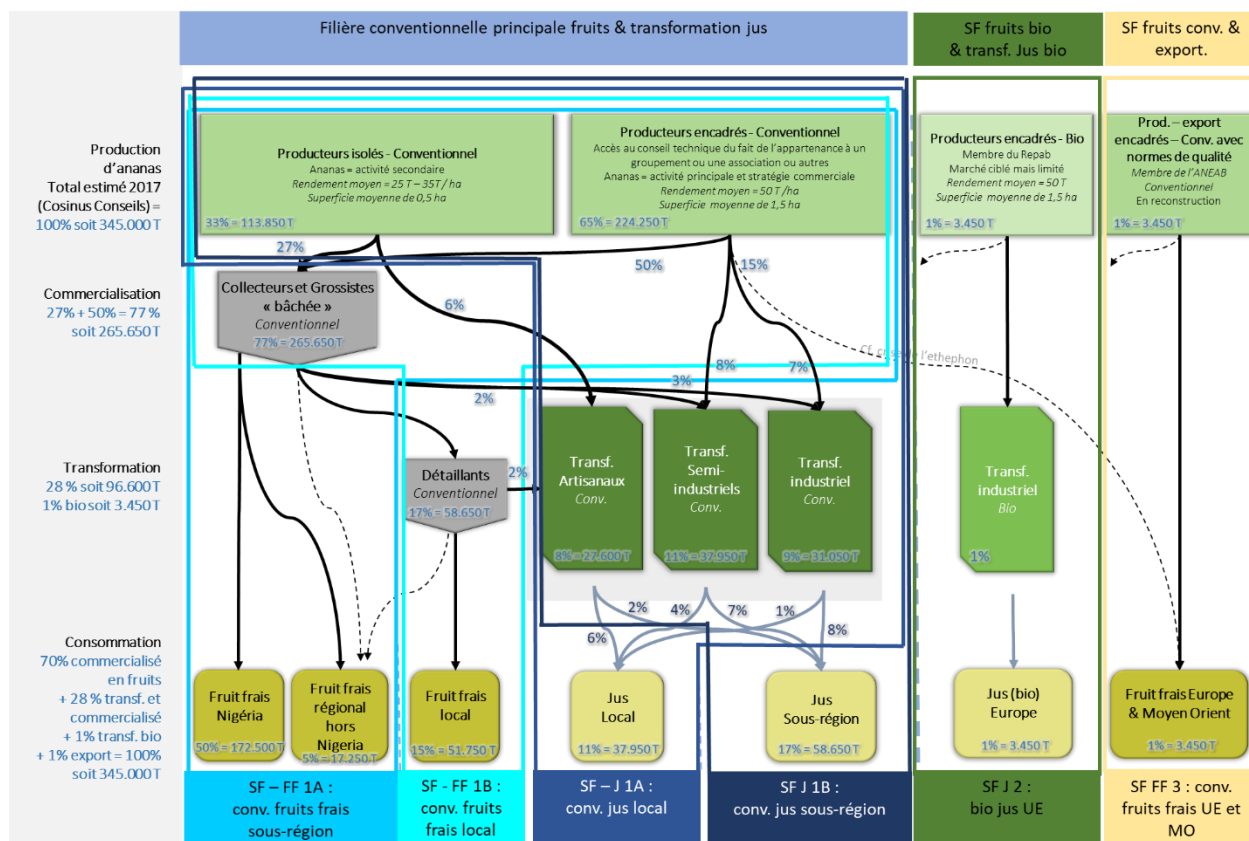 Filière conventionnelle principale fruits & transformation jus
SF fruits bio
& transf. Jus bio
SF fruits conv. &
export.
Production
d'ananas
Total estimé 2017
(Cosinus Conseils) =
100% soit 345.000 T
Producteurs isolés - Conventionnel
Ananas = activité secondaire
Rendement moyen = 25 T – 35T/ ha
Superficie moyenne de 0,5 ha
33% = 113.850 T
Producteurs encadrés - Conventionnel
Accès au conseil technique du fait de l'appartenance à un
groupement ou une association ou autres
Ananas = activité principale et stratégie commerciale
Rendement moyen = 50 T /ha
Superficie moyenne de 1,5 ha
65% = 224.250 T
Producteurs encadrés - Bio
Membre du Repab
Marché ciblé mais limité
Rendement moyen = 50 T
Superficie moyenne de 1,5 ha
1% = 3.450 T
Prod. – export
encadrés – Conv. avec
normes de qualité
Membre de l'ANEAB
Conventionnel
En reconstruction
1% = 3.450 T
27%
50%
15%
6%
Commercialisation
27% + 50% = 77 %
soit 265.650 T
Collecteurs et Grossistes
« bâchée »
Conventionnel
77% = 265.650 T
Cf. crise de l'ethephon
8%
7%
3%
2%
Transformation
28 % soit 96.600 T
1% bio soit 3.450 T
Détaillants
Conventionnel
17% = 58.650 T
2%
Transf.
Artisanaux
Conv.
8% = 27.600 T
Transf.
Semi-
industriels
Conv.
11% = 37.950 T
Transf.
industriel
Conv.
9% = 31.050 T
Transf.
industriel
Bio
1%
2%
4%
7%
1%
6%
8%
Consommation
70% commercialisé
en fruits
+ 28 % transf. et
commercialisé
+ 1% transf. bio
+ 1% export = 100%
soit 345.000 T
Fruit frais
Nigéria
50% = 172.500 T
Fruit frais
régional
hors
Nigeria
5% = 17.250 T
Fruit frais
local
15% = 51.750 T
Jus
Local
11% = 37.950 T
Jus
Sous-région
17% = 58.650 T
Jus (bio)
Europe
1% = 3.450 T
Fruit frais Europe
& Moyen Orient
1% = 3.450 T
SF – FF 1A :
conv. fruits frais
sous-région
SF - FF 1B :
conv. fruits
frais local
SF – J 1A :
conv. jus local
SF J 1B :
conv. jus sous-région
SF J 2 :
bio jus UE
SF FF 3 : conv.
fruits frais UE et
MO